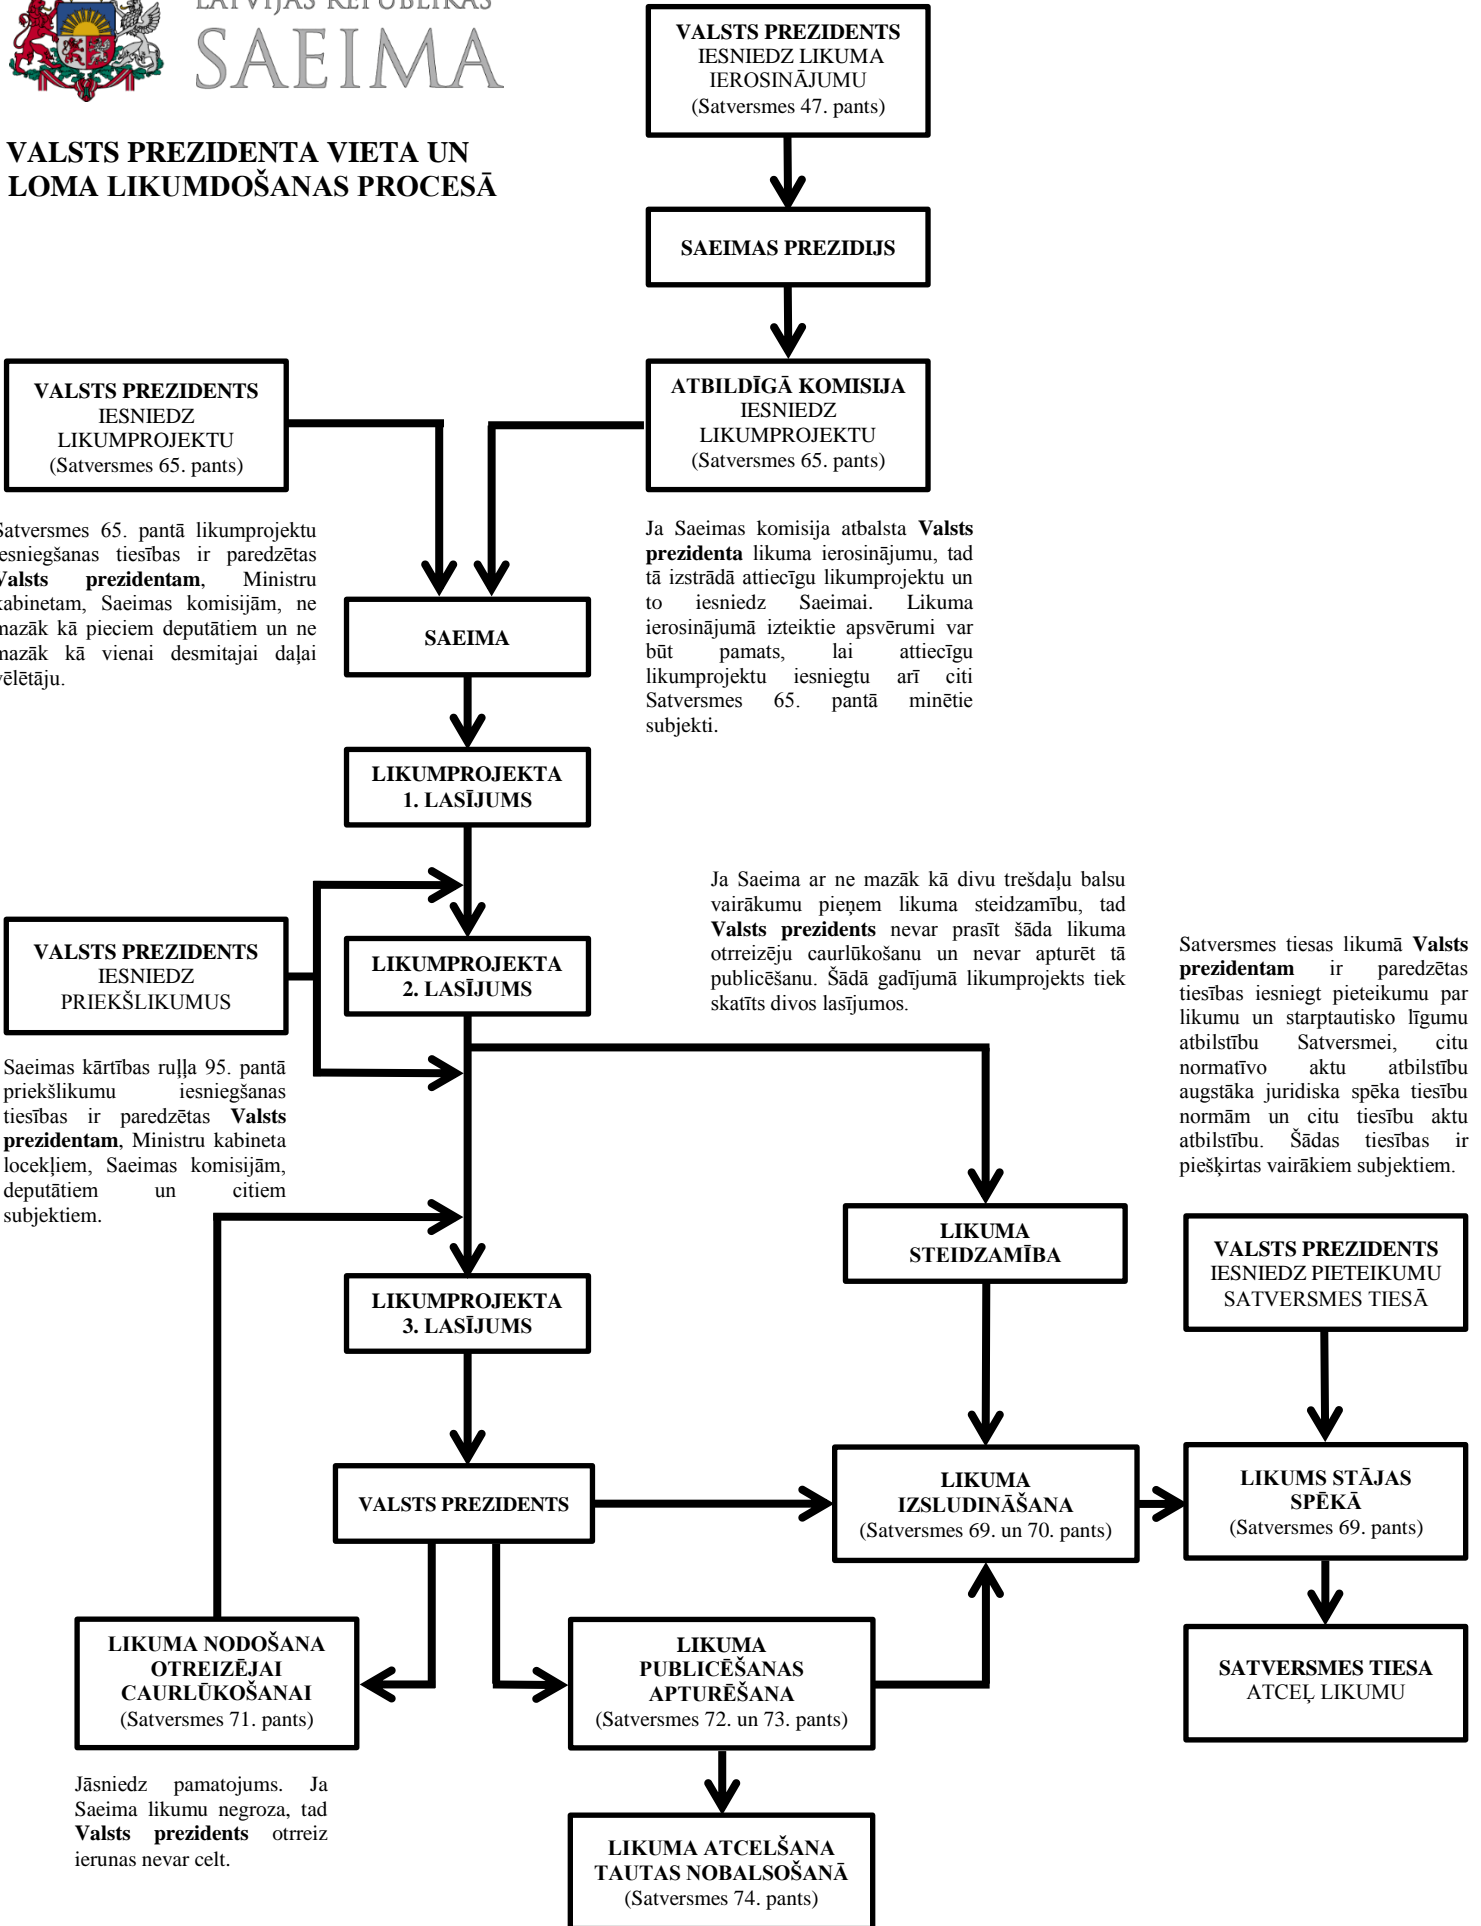 LATVIJAS REPUBLIKAS
SAEIMA
VALSTS PREZIDENTA VIETA UN
LOMA LIKUMDOŠANAS PROCESĀ
VALSTS PREZIDENTS
IESNIEDZ LIKUMA
IEROSINĀJUMU
(Satversmes 47. pants)
SAEIMAS PREZIDIJS
VALSTS PREZIDENTS
IESNIEDZ
LIKUMPROJEKTU
(Satversmes 65. pants)
ATBILDĪGĀ KOMISIJA
IESNIEDZ
LIKUMPROJEKTU
(Satversmes 65. pants)
Satversmes 65. pantā likumprojektu
iesniegšanas tiesības ir paredzētas
Valsts prezidentam, Ministru
kabinetam, Saeimas komisijām, ne
mazāk kā pieciem deputātiem un ne
mazāk kā vienai desmitajai daļai
vēlētāju.
Ja Saeimas komisija atbalsta Valsts
prezidenta likuma ierosinājumu, tad
tā izstrādā attiecīgu likumprojektu un
to iesniedz Saeimai. Likuma
ierosinājumā izteiktie apsvērumi var
būt pamats, lai attiecīgu
likumprojektu iesniegtu arī citi
Satversmes 65. pantā minētie
subjekti.
SAEIMA
LIKUMPROJEKTA
1. LASĪJUMS
VALSTS PREZIDENTS
IESNIEDZ
PRIEKŠLIKUMUS
LIKUMPROJEKTA
2. LASĪJUMS
Ja Saeima ar ne mazāk kā divu trešdaļu balsu
vairākumu pieņem likuma steidzamību, tad
Valsts prezidents nevar prasīt šāda likuma
otrreizēju caurlūkošanu un nevar apturēt tā
publicēšanu. Šādā gadījumā likumprojekts tiek
skatīts divos lasījumos.
Satversmes tiesas likumā Valsts
prezidentam ir paredzētas
tiesības iesniegt pieteikumu par
likumu un starptautisko līgumu
atbilstību Satversmei, citu
normatīvo aktu atbilstību
augstāka juridiska spēka tiesību
normām un citu tiesību aktu
atbilstību. Šādas tiesības ir
piešķirtas vairākiem subjektiem.
Saeimas kārtības ruļļa 95. pantā
priekšlikumu iesniegšanas
tiesības ir paredzētas Valsts
prezidentam, Ministru kabineta
locekļiem, Saeimas komisijām,
deputātiem un citiem
subjektiem.
LIKUMA
STEIDZAMĪBA
VALSTS PREZIDENTS
IESNIEDZ PIETEIKUMU
SATVERSMES TIESĀ
LIKUMPROJEKTA
3. LASĪJUMS
VALSTS PREZIDENTS
LIKUMA
IZSLUDINĀŠANA
(Satversmes 69. un 70. pants)
LIKUMS STĀJAS
SPĒKĀ
(Satversmes 69. pants)
LIKUMA NODOŠANA
OTREIZĒJAI
CAURLŪKOŠANAI
(Satversmes 71. pants)
LIKUMA
PUBLICĒŠANAS
APTURĒŠANA
(Satversmes 72. un 73. pants)
SATVERSMES TIESA
ATCEĻ LIKUMU
Jāsniedz pamatojums. Ja
Saeima likumu negroza, tad
Valsts prezidents otrreiz
ierunas nevar celt.
LIKUMA ATCELŠANA
TAUTAS NOBALSOŠANĀ
(Satversmes 74. pants)